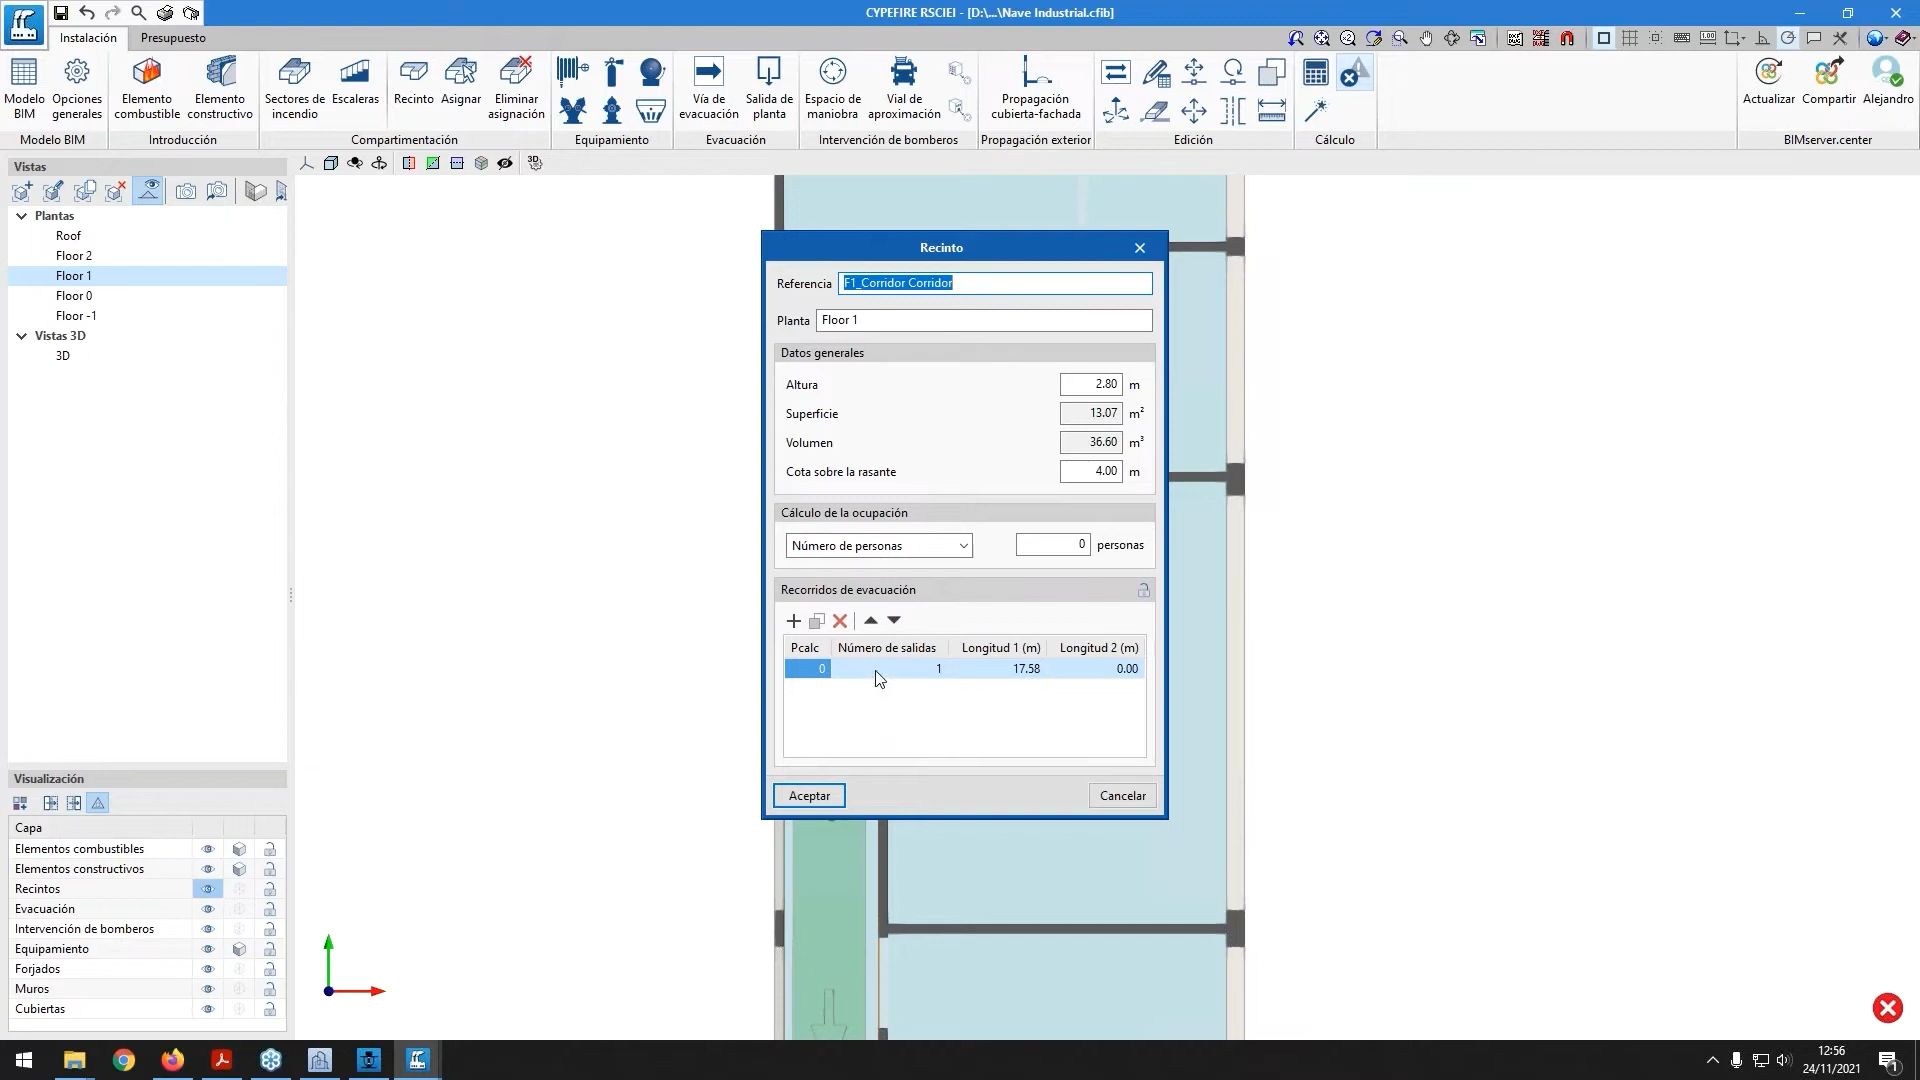 CYPEFIRE RSCIEI - [D:\...\Nave Industrial.cfib]
Instalación
Presupuesto
Modelo BIM
Opciones generales
Elemento combustible
Elemento constructivo
Sectores de incendio
Escaleras
Recinto
Asignar
Eliminar asignación
Vía de evacuación
Salida de planta
Espacio de maniobra
Vial de aproximación
Propagación cubierta-fachada
Actualizar
Compartir
Alejandro
Modelo BIM
Introducción
Compartimentación
Equipamiento
Evacuación
Intervención de bomberos
Propagación exterior
Edición
Cálculo
BIMserver.center
Vistas
Plantas
Roof
Floor 2
Floor 1
Floor 0
Floor -1
Vistas 3D
3D
Recinto
Referencia F1_Corridor Corridor
Planta Floor 1
Datos generales
Altura 2.80 m
Superficie 13.07 m²
Volumen 36.60 m³
Cota sobre la rasante 4.00 m
Cálculo de la ocupación
Número de personas 0 personas
Recorridos de evacuación
Pcalc Número de salidas Longitud 1 (m) Longitud 2 (m)
0 1 17.58 0.00
Aceptar
Cancelar
Visualización
Capa
Elementos combustibles
Elementos constructivos
Recintos
Evacuación
Intervención de bomberos
Equipamiento
Forjados
Muros
Cubiertas
12:56
24/11/2021